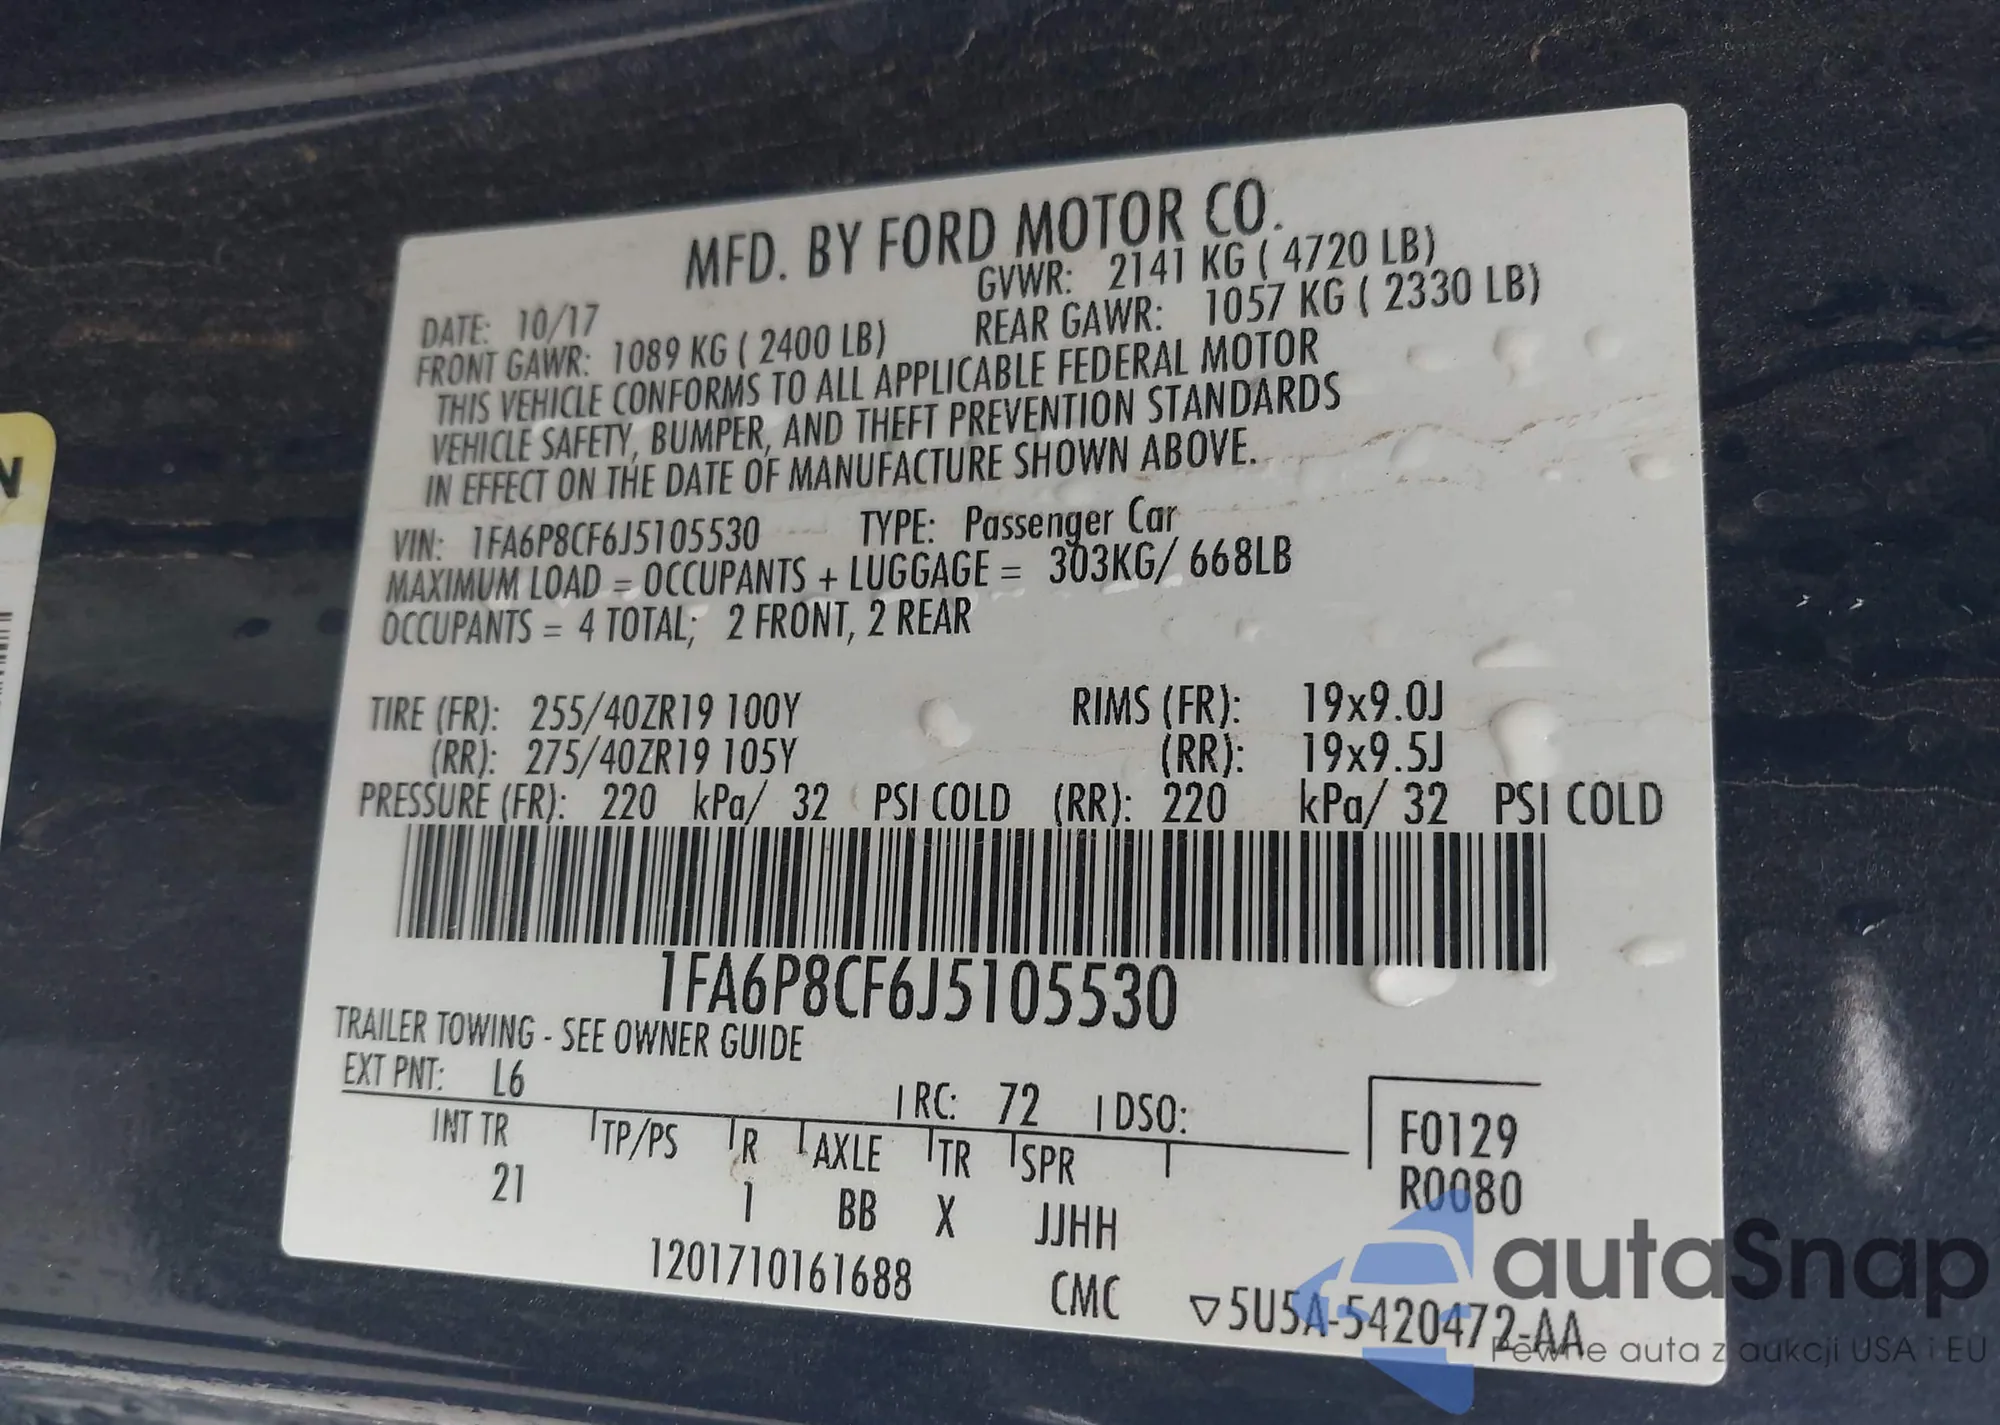 MFD. BY FORD MOTOR CO.
DATE: 10/17 GVWR: 2141 KG ( 4720 LB)
FRONT GAWR: 1089 KG ( 2400 LB) REAR GAWR: 1057 KG ( 2330 LB)
THIS VEHICLE CONFORMS TO ALL APPLICABLE FEDERAL MOTOR
VEHICLE SAFETY, BUMPER, AND THEFT PREVENTION STANDARDS
IN EFFECT ON THE DATE OF MANUFACTURE SHOWN ABOVE.
VIN: 1FA6P8CF6J5105530 TYPE: Passenger Car
MAXIMUM LOAD = OCCUPANTS + LUGGAGE = 303KG/ 668LB
OCCUPANTS = 4 TOTAL; 2 FRONT, 2 REAR
TIRE (FR): 255/40ZR19 100Y RIMS (FR): 19x9.0J
(RR): 275/40ZR19 105Y (RR): 19x9.5J
PRESSURE (FR): 220 kPa/ 32 PSI COLD (RR): 220 kPa/ 32 PSI COLD
1FA6P8CF6J5105530
TRAILER TOWING - SEE OWNER GUIDE
EXT PNT: L6 RC: 72 DSO:
INT TR TP/PS R AXLE TR SPR F0129
21 1 BB X JJHH R0080
1201710161688 CMC ▽5U5A-5420472-AA
N
autaSnap
Pewne auta z aukcji USA i EU